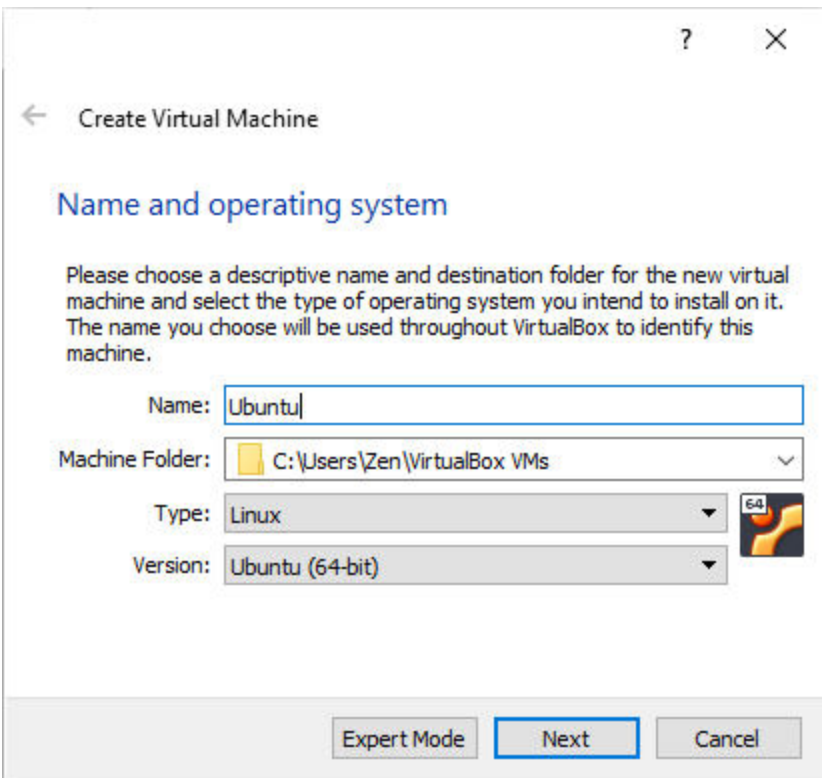 ?
Create Virtual Machine
Name and operating system
Please choose a descriptive name and destination folder for the new virtual
machine and select the type of operating system you intend to install on it.
The name you choose will be used throughout VirtualBox to identify this
machine.
Name: Ubuntu
Machine Folder: C:\Users\Zen\VirtualBox VMs
Type: Linux
64
Version: Ubuntu (64-bit)
Expert Mode Next Cancel